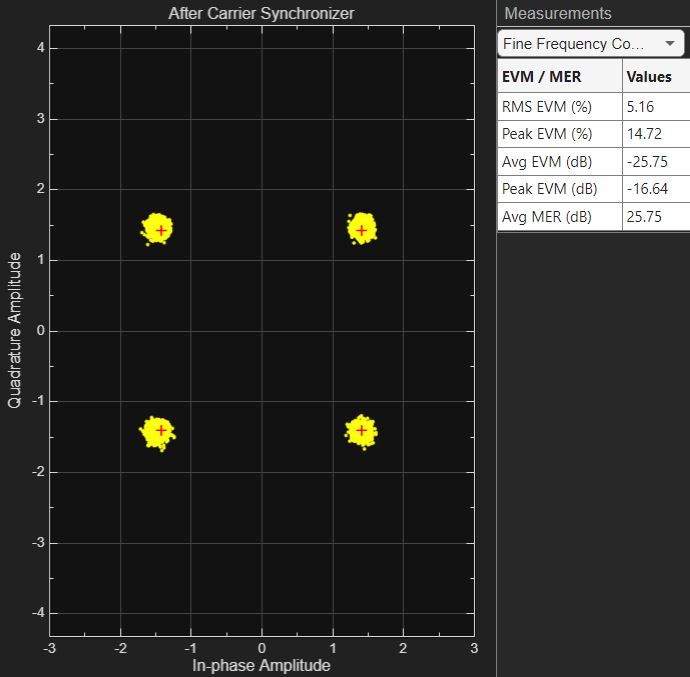 After Carrier Synchronizer
Measurements
Fine Frequency Co...
EVM / MER Values
RMS EVM (%) 5.16
Peak EVM (%) 14.72
Avg EVM (dB) -25.75
Peak EVM (dB) -16.64
Avg MER (dB) 25.75
Quadrature Amplitude
4
3
2
1
0
-1
-2
-3
-4
-3 -2 -1 0 1 2 3
In-phase Amplitude